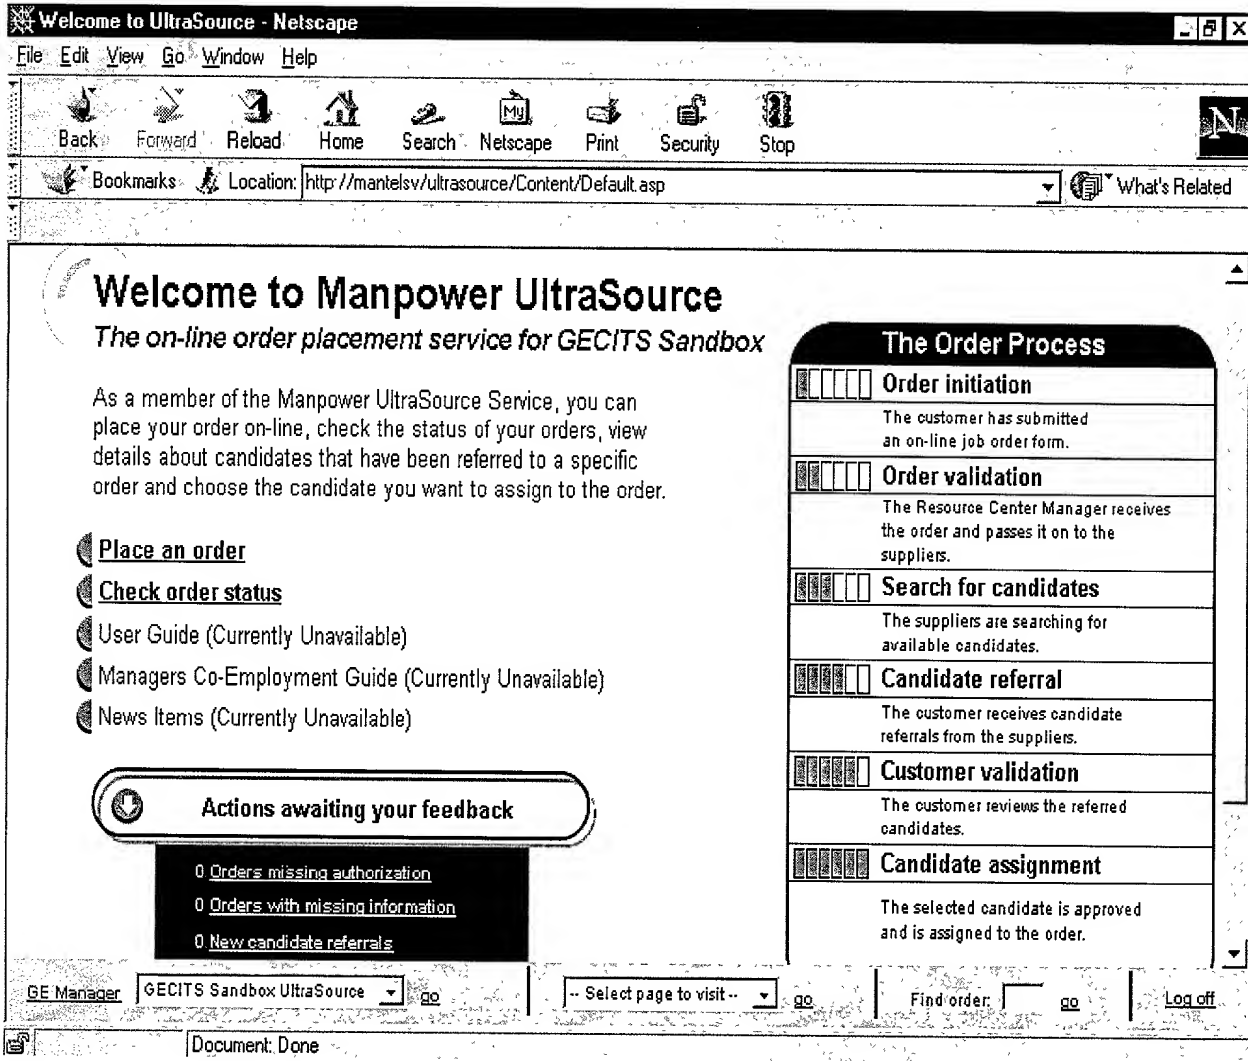 Welcome to UltraSource - Netscape
File Edit View Go Window Help
Back Forward Reload Home Search Netscape Print Security Stop
My
N
Bookmarks Location: http://mantelsv/ultrasource/Content/Default.asp What's Related
Welcome to Manpower UltraSource
The on-line order placement service for GECITS Sandbox
As a member of the Manpower UltraSource Service, you can
place your order on-line, check the status of your orders, view
details about candidates that have been referred to a specific
order and choose the candidate you want to assign to the order.
Place an order
Check order status
User Guide (Currently Unavailable)
Managers Co-Employment Guide (Currently Unavailable)
News Items (Currently Unavailable)
Actions awaiting your feedback
0 Orders missing authorization
0 Orders with missing information
0 New candidate referrals
The Order Process
Order initiation
The customer has submitted
an on-line job order form.
Order validation
The Resource Center Manager receives
the order and passes it on to the
suppliers.
Search for candidates
The suppliers are searching for
available candidates.
Candidate referral
The customer receives candidate
referrals from the suppliers.
Customer validation
The customer reviews the referred
candidates.
Candidate assignment
The selected candidate is approved
and is assigned to the order.
GE Manager GECITS Sandbox UltraSource go -- Select page to visit -- go Find order: go Log off
Document: Done